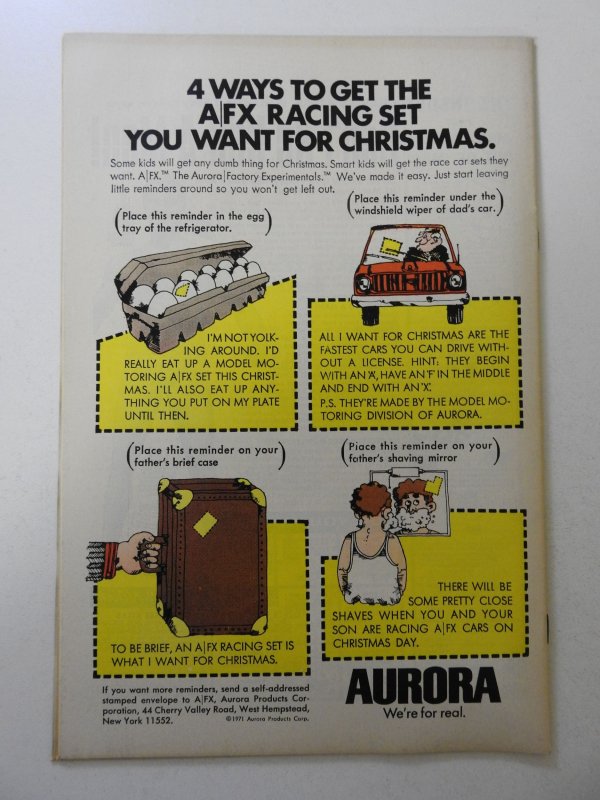 4 WAYS TO GET THE
A|FX RACING SET
YOU WANT FOR CHRISTMAS.
Some kids will get any dumb thing for Christmas. Smart kids will get the race car sets they
want. A|FX.™ The Aurora|Factory Experimentals.™ We've made it easy. Just start leaving
little reminders around so you won't get left out.
(Place this reminder in the egg
tray of the refrigerator.)
(Place this reminder under the
windshield wiper of dad's car.)
I'M NOT YOLK-
ING AROUND. I'D
REALLY EAT UP A MODEL MO-
TORING A|FX SET THIS CHRIST-
MAS. I'LL ALSO EAT UP ANY-
THING YOU PUT ON MY PLATE
UNTIL THEN.
ALL I WANT FOR CHRISTMAS ARE THE
FASTEST CARS YOU CAN DRIVE WITH-
OUT A LICENSE. HINT: THEY BEGIN
WITH AN 'A', HAVE AN 'F' IN THE MIDDLE
AND END WITH AN 'X'.
P.S. THEY'RE MADE BY THE MODEL MO-
TORING DIVISION OF AURORA.
(Place this reminder on your
father's brief case)
(Place this reminder on your
father's shaving mirror)
TO BE BRIEF, AN A|FX RACING SET IS
WHAT I WANT FOR CHRISTMAS.
THERE WILL BE
SOME PRETTY CLOSE
SHAVES WHEN YOU AND YOUR
SON ARE RACING A|FX CARS ON
CHRISTMAS DAY.
If you want more reminders, send a self-addressed
stamped envelope to A|FX, Aurora Products Cor-
poration, 44 Cherry Valley Road, West Hempstead,
New York 11552.
©1971 Aurora Products Corp.
AURORA
We're for real.